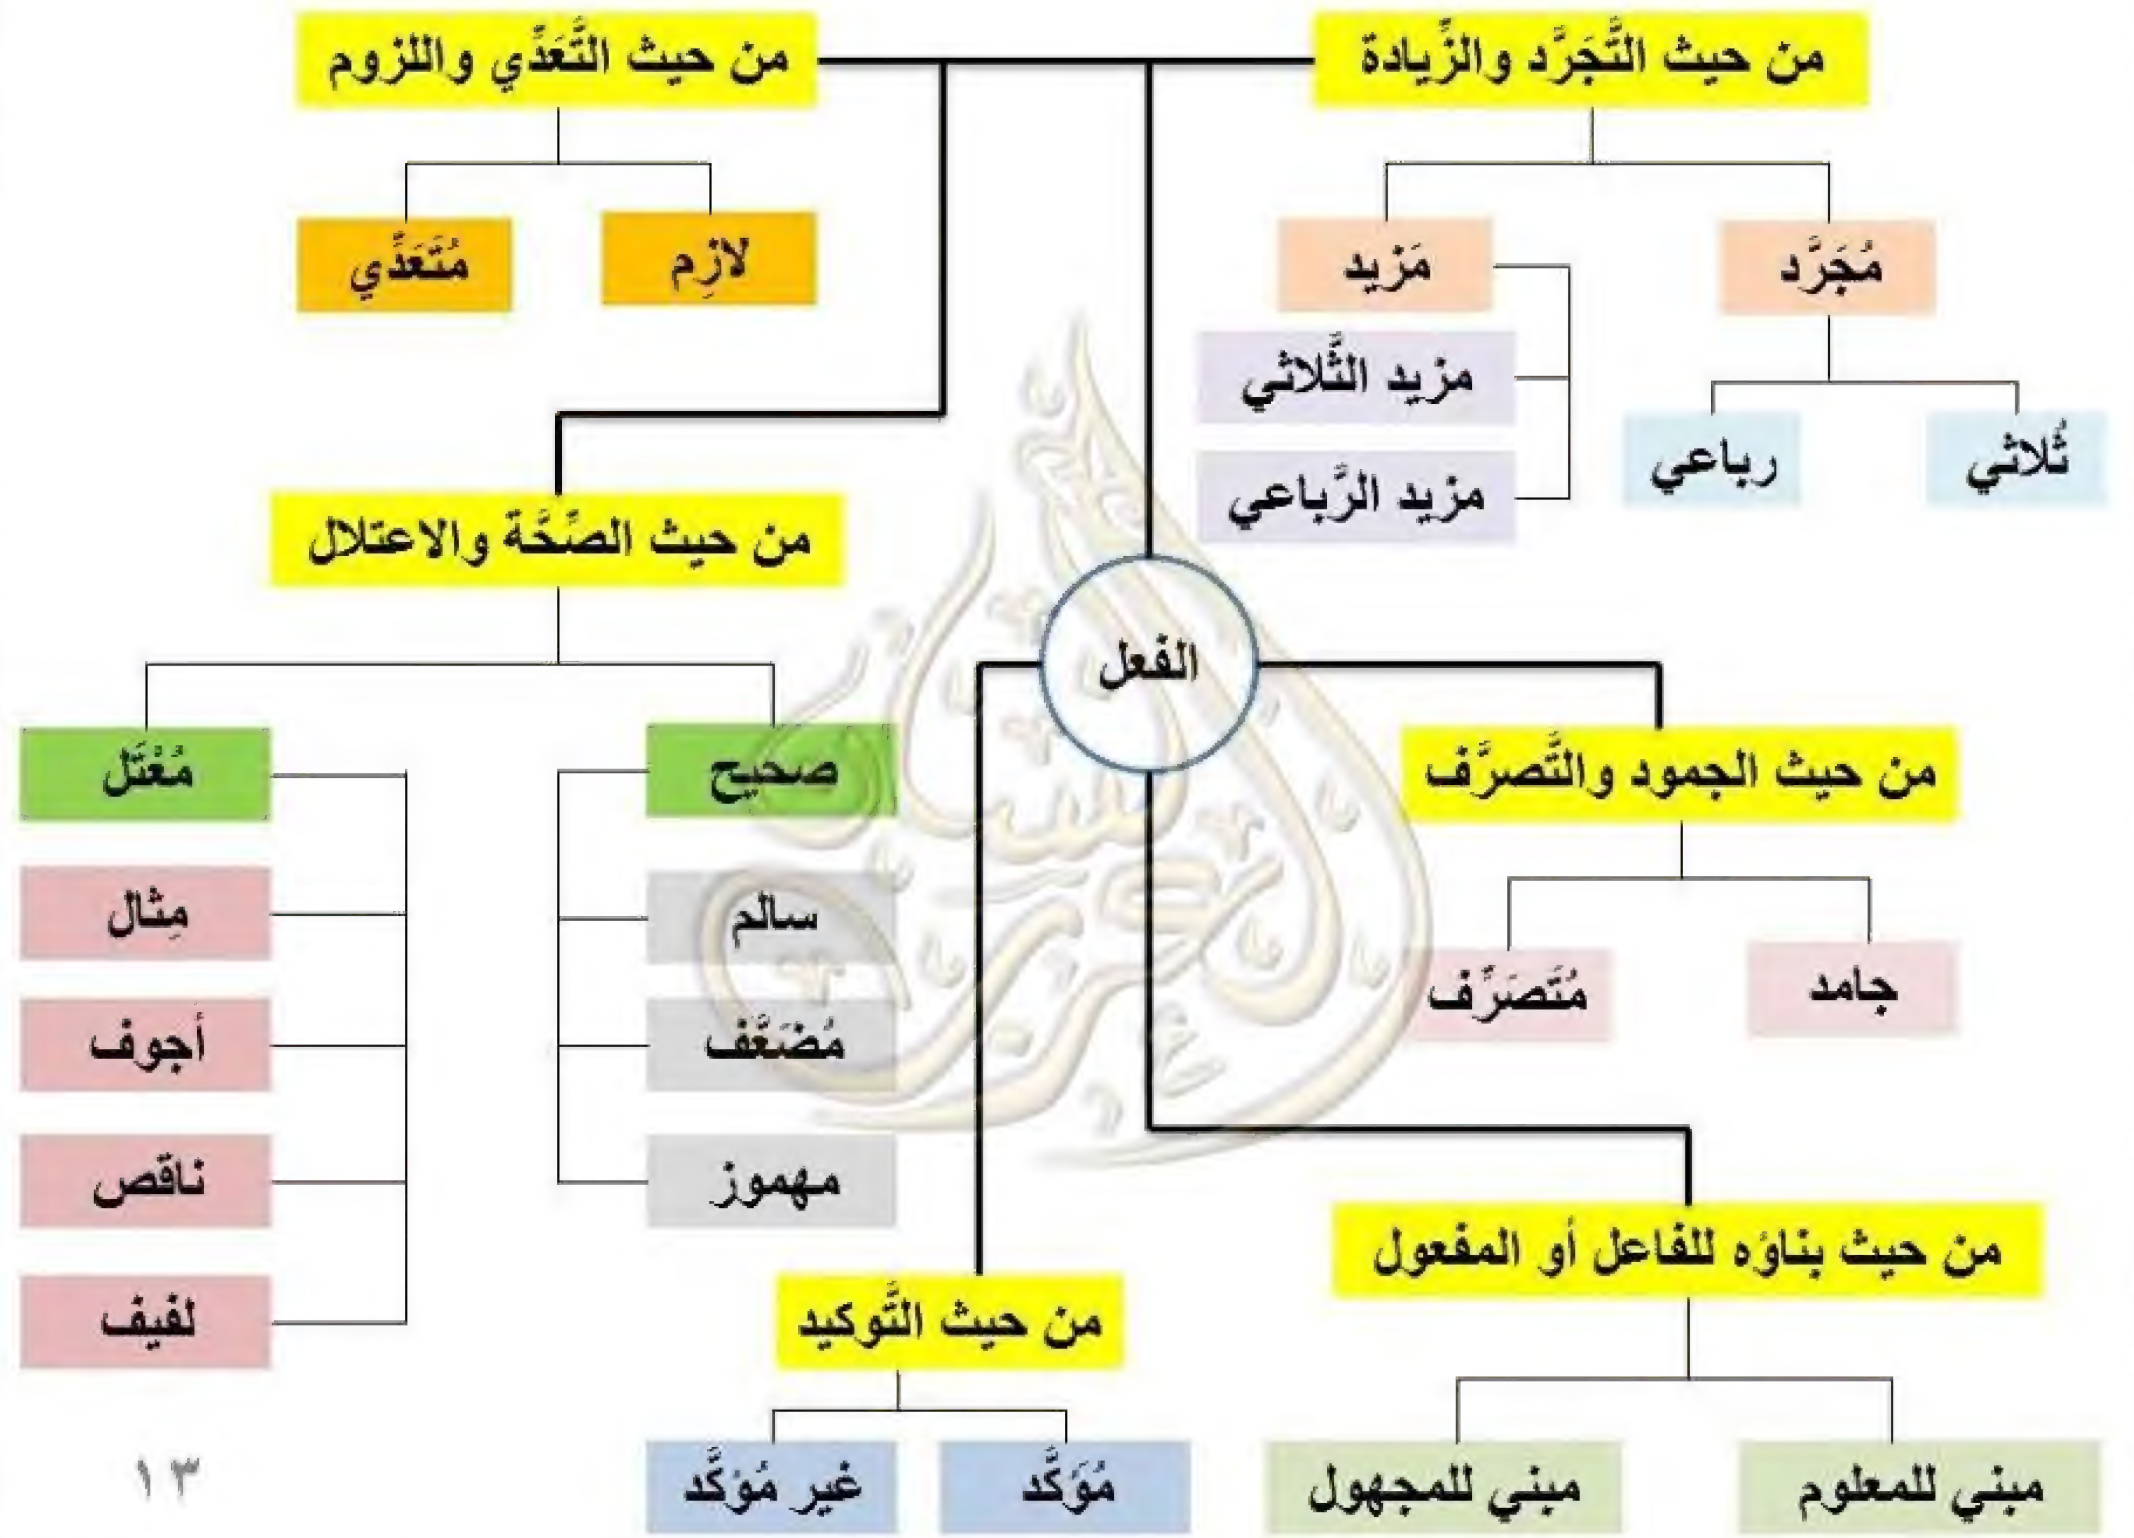 من حيث التَّجَرَّد والزِّيادة
مُجَرَّد
ثُلاثي
رباعي
مَزيد
مزيد الثَّلاثي
مزيد الرَّباعي
من حيث التَّعَدِّي واللزوم
لازِم
مُتَعَدِّي
من حيث الصِّحَّة والاعتلال
صحيح
سالم
مُضَعَّف
مهموز
مُعْتَل
مِثال
أجوف
ناقص
لفيف
الفعل
من حيث الجمود والتَّصرَّف
جامد
مُتَصَرِّف
من حيث بناؤه للفاعل أو المفعول
مبني للمعلوم
مبني للمجهول
من حيث التَّوكيد
مُؤَكَّد
غير مُؤكَّد
١٣